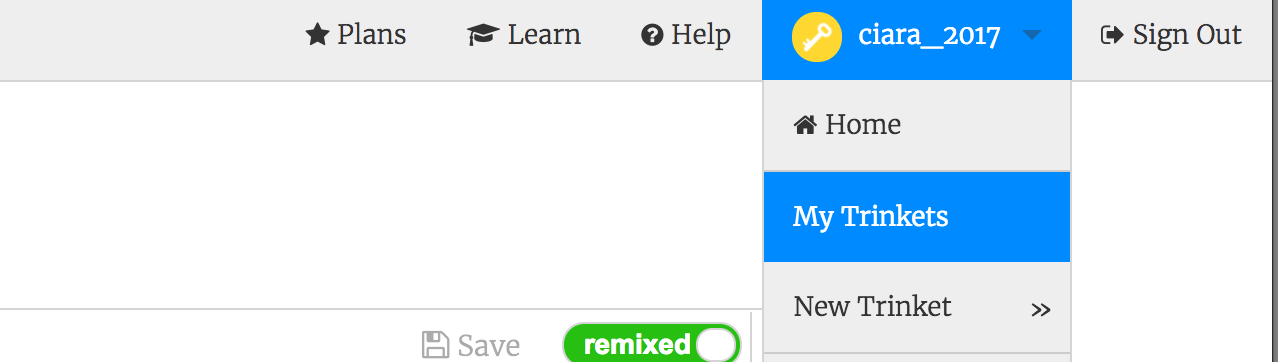 Plans Learn Help ciara_2017 Sign Out
Home
My Trinkets
New Trinket »
Save remixed